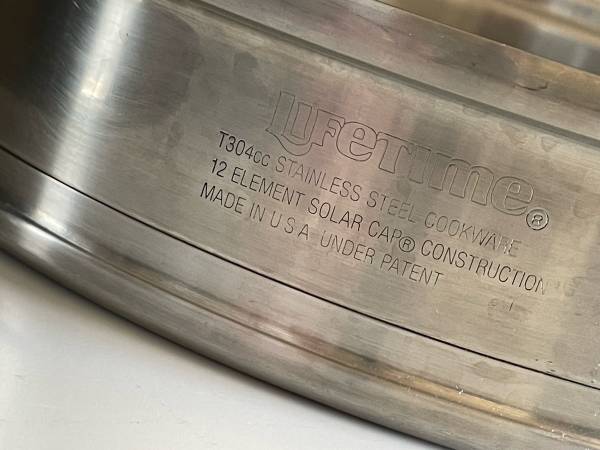 LIFETIME®
T304CC STAINLESS STEEL COOKWARE
12 ELEMENT SOLAR CAP® CONSTRUCTION
MADE IN U S A UNDER PATENT